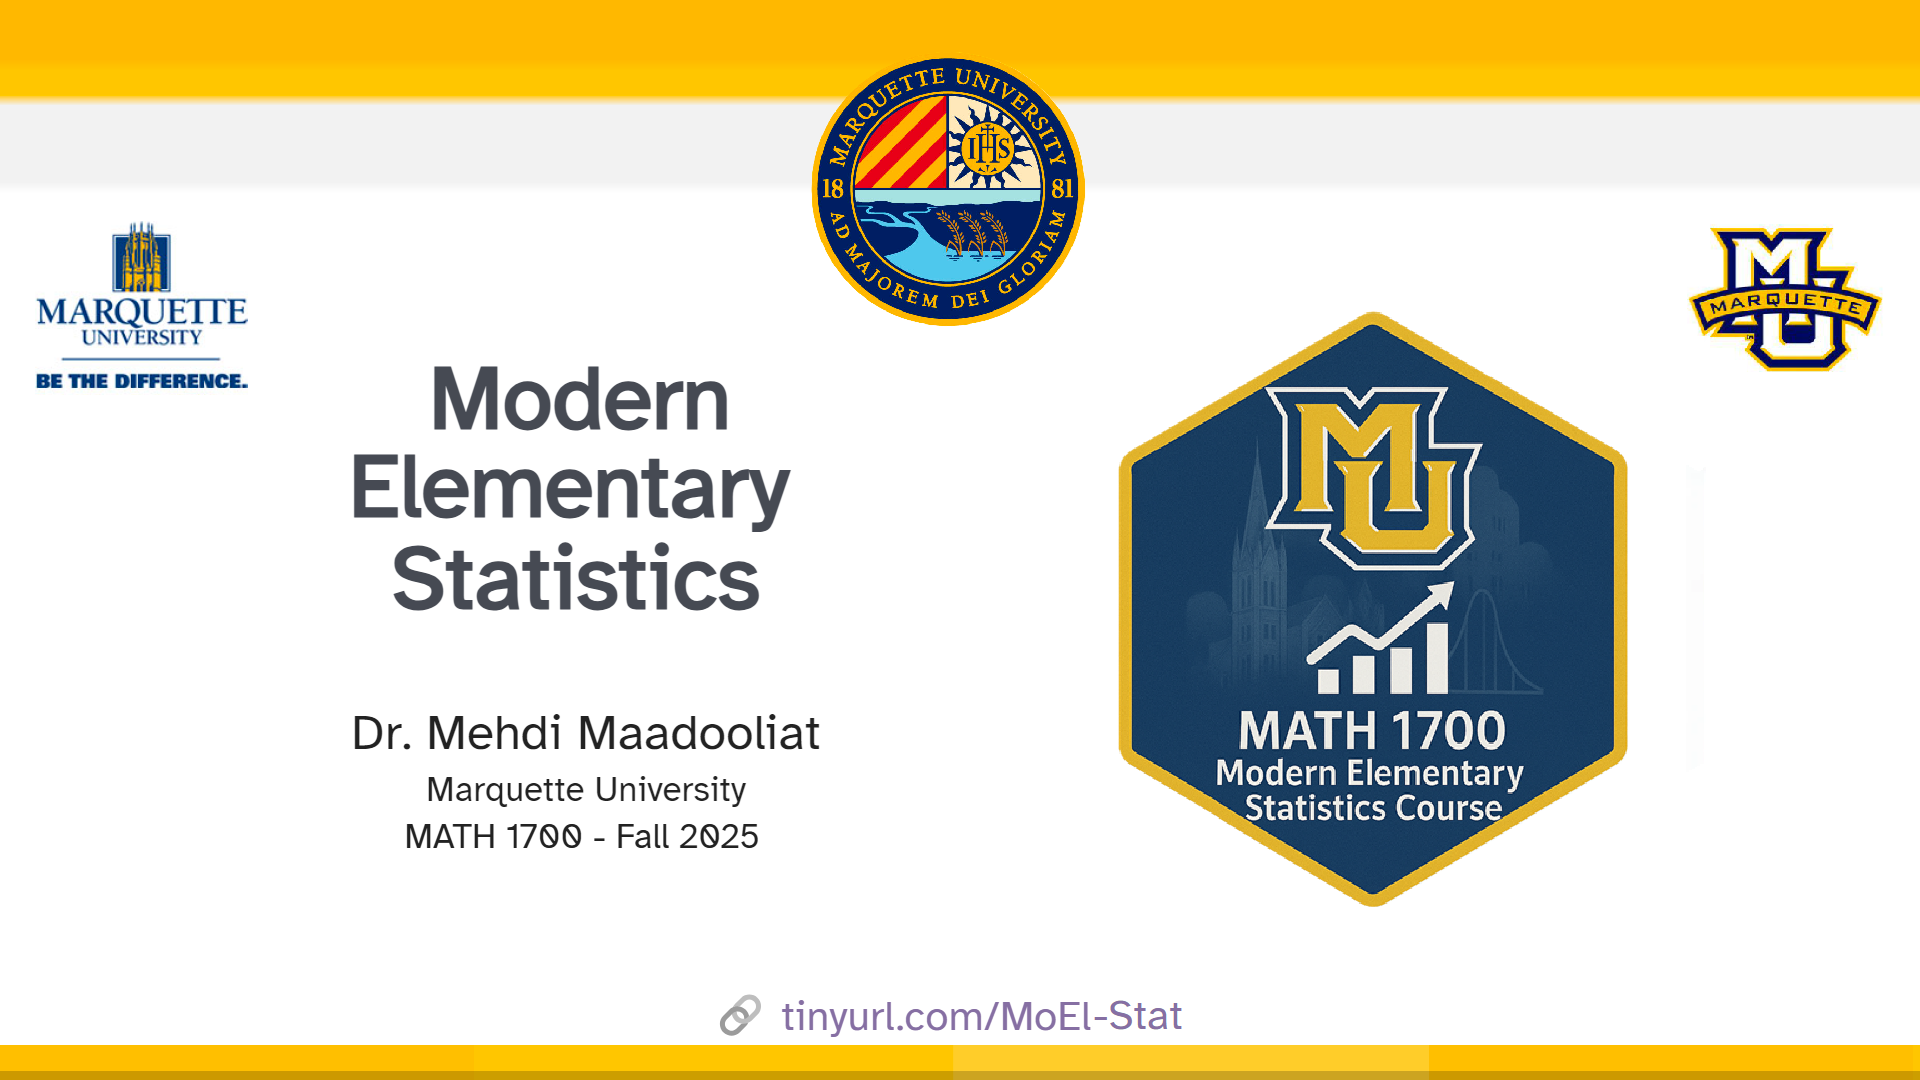 MARQUETTE UNIVERSITY
18 81
IHS
AD MAJOREM DEI GLORIAM
MARQUETTE
UNIVERSITY
BE THE DIFFERENCE.
MU
MARQUETTE
Modern
Elementary
Statistics
Dr. Mehdi Maadooliat
Marquette University
MATH 1700 - Fall 2025
MU
MATH 1700
Modern Elementary
Statistics Course
tinyurl.com/MoEl-Stat